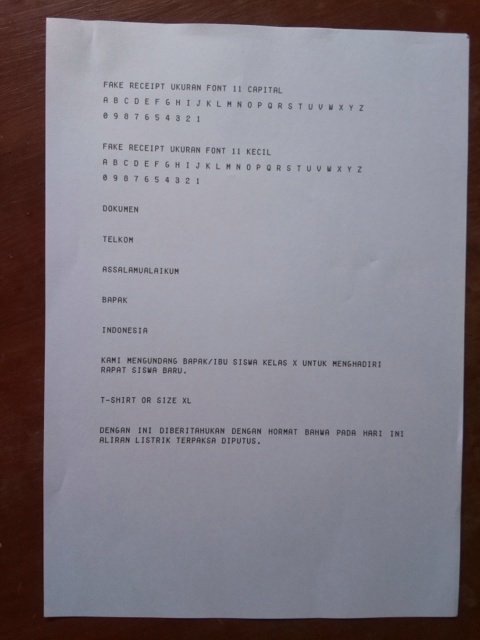 FAKE RECEIPT UKURAN FONT 11 CAPITAL
A B C D E F G H I J K L M N O P Q R S T U V W X Y Z
0 9 8 7 6 5 4 3 2 1
FAKE RECEIPT UKURAN FONT 11 KECIL
A B C D E F G H I J K L M N O P Q R S T U V W X Y Z
0 9 8 7 6 5 4 3 2 1
DOKUMEN
TELKOM
ASSALAMUALAIKUM
BAPAK
INDONESIA
KAMI MENGUNDANG BAPAK/IBU SISWA KELAS X UNTUK MENGHADIRI
RAPAT SISWA BARU.
T-SHIRT OR SIZE XL
DENGAN INI DIBERITAHUKAN DENGAN HORMAT BAHWA PADA HARI INI
ALIRAN LISTRIK TERPAKSA DIPUTUS.